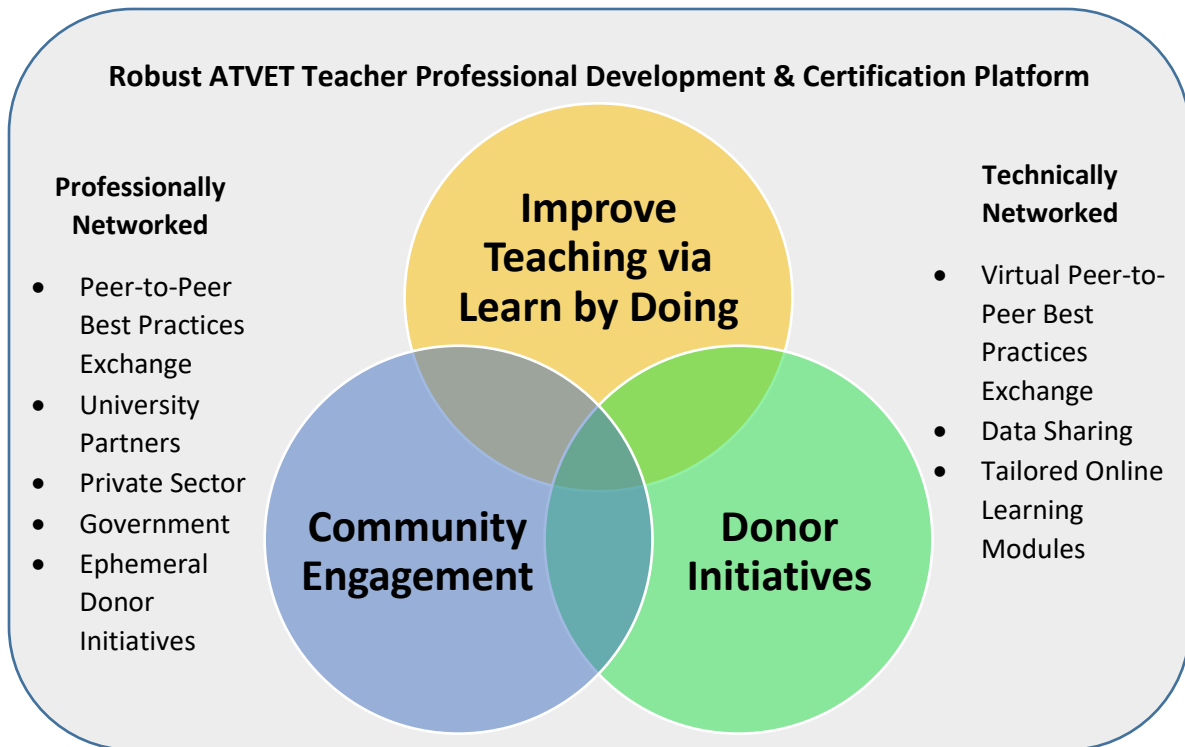 Robust ATVET Teacher Professional Development & Certification Platform
Professionally
Networked
• Peer-to-Peer
Best Practices
Exchange
• University
Partners
• Private Sector
• Government
• Ephemeral
Donor
Initiatives
Improve
Teaching via
Learn by Doing
Community
Engagement
Donor
Initiatives
Technically
Networked
• Virtual Peer-to-
Peer Best
Practices
Exchange
• Data Sharing
• Tailored Online
Learning
Modules